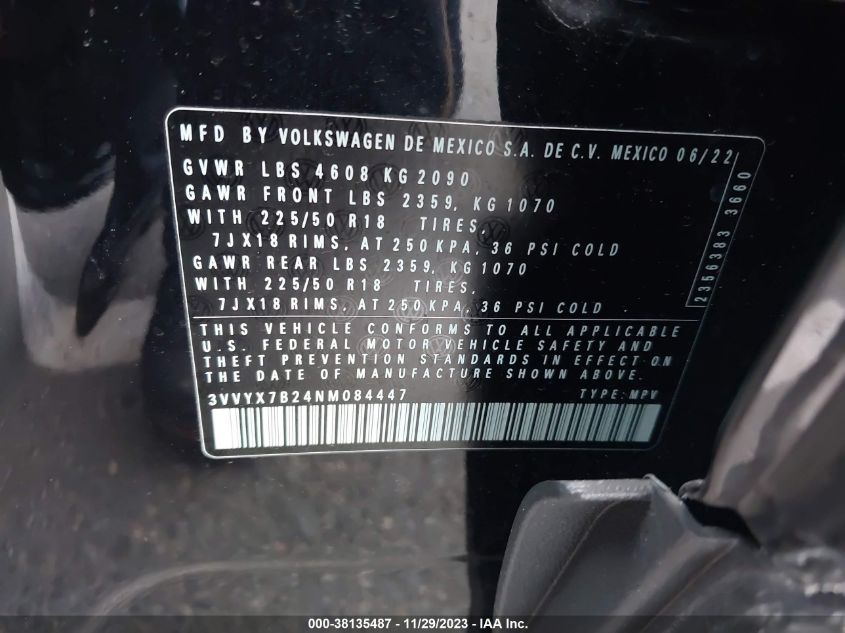 MFD BY VOLKSWAGEN DE MEXICO S.A. DE C.V. MEXICO 06/22
GVWR LBS 4608 KG 2090
GAWR FRONT LBS 2359, KG 1070
WITH 225/50 R18 TIRES,
7JX18 RIMS, AT 250 KPA, 36 PSI COLD
GAWR REAR LBS 2359, KG 1070
WITH 225/50 R18 TIRES,
7JX18 RIMS, AT 250 KPA, 36 PSI COLD
2356383 3660
THIS VEHICLE CONFORMS TO ALL APPLICABLE
U.S. FEDERAL MOTOR VEHICLE SAFETY AND
THEFT PREVENTION STANDARDS IN EFFECT ON
THE DATE OF MANUFACTURE SHOWN ABOVE.
3VVYX7B24NM084447 TYPE: MPV
000-38135487 - 11/29/2023 - IAA Inc.